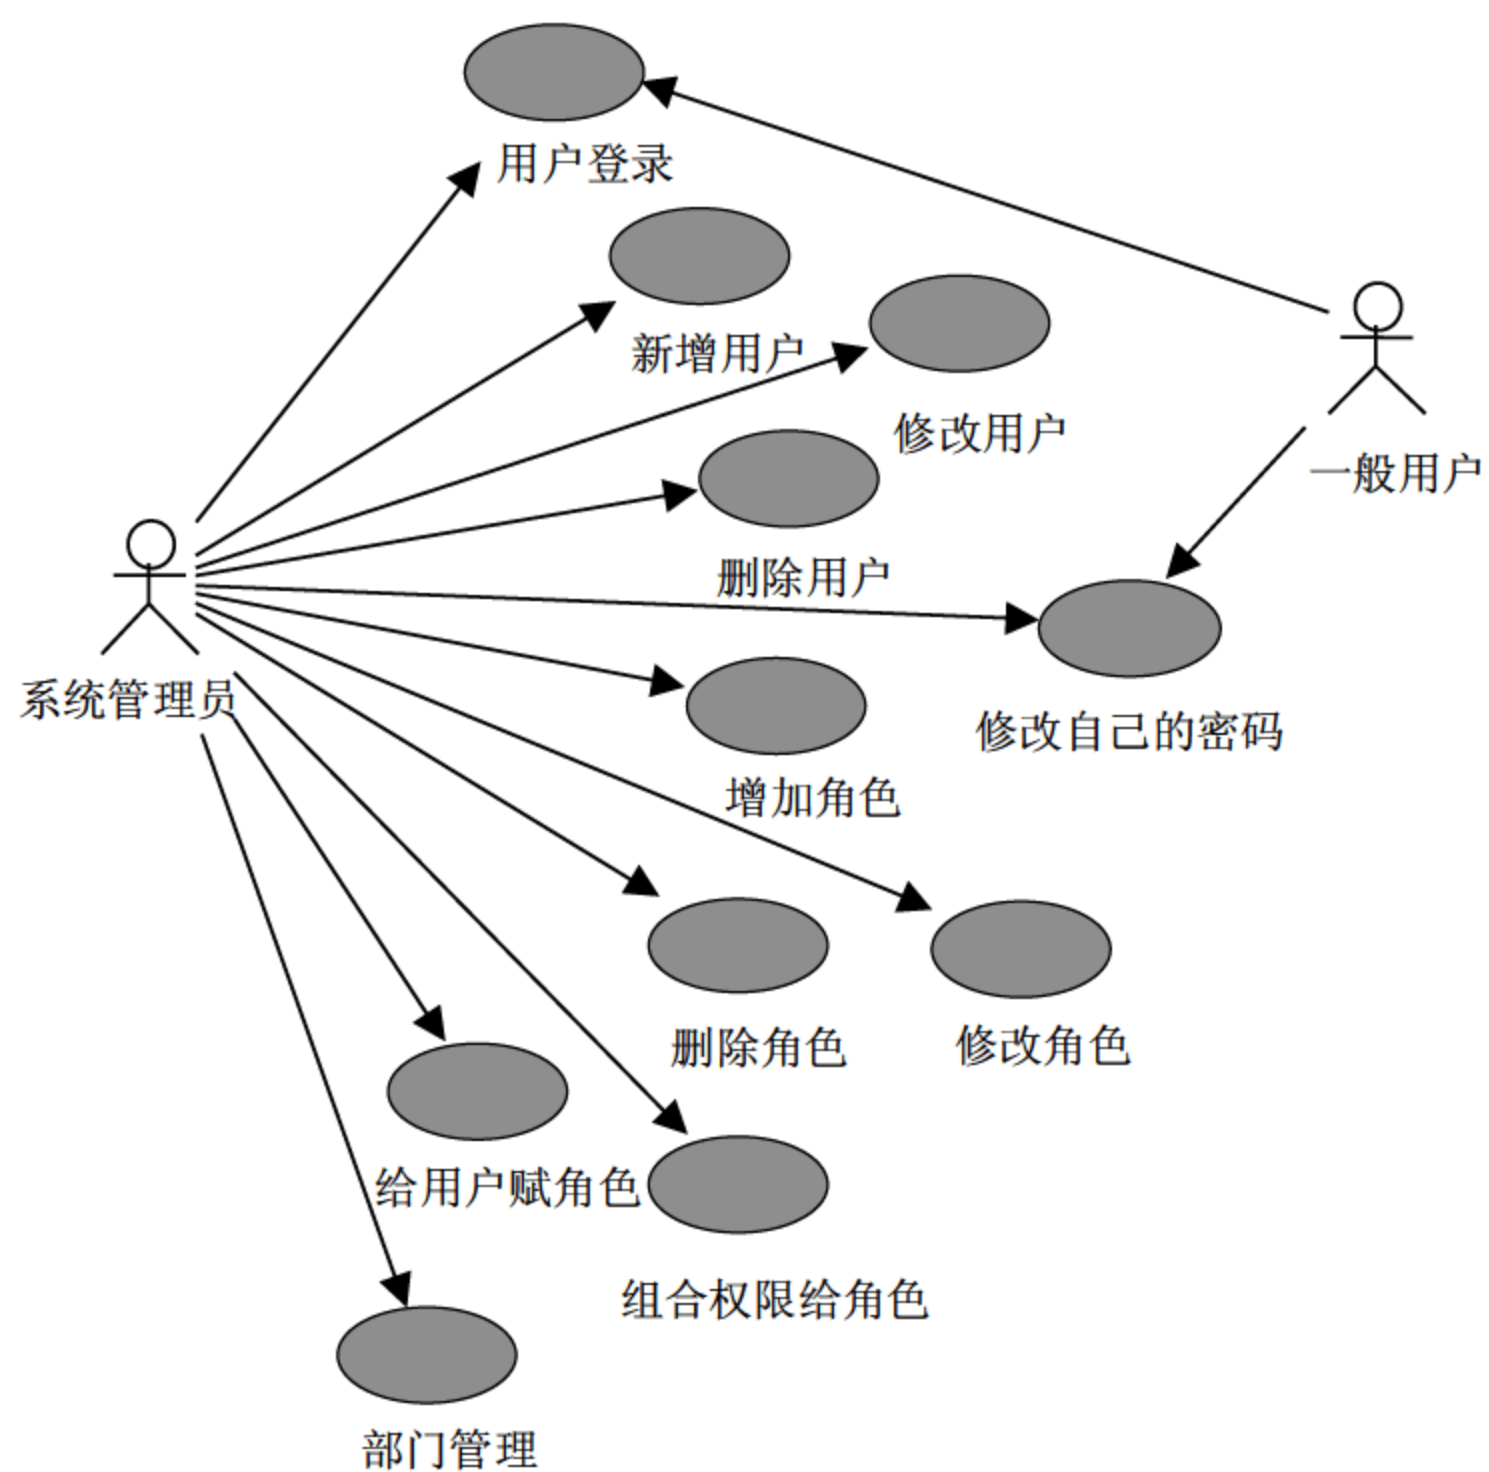 用户登录
新增用户
修改用户
一般用户
删除用户
系统管理员
修改自己的密码
增加角色
删除角色
修改角色
给用户赋角色
组合权限给角色
部门管理